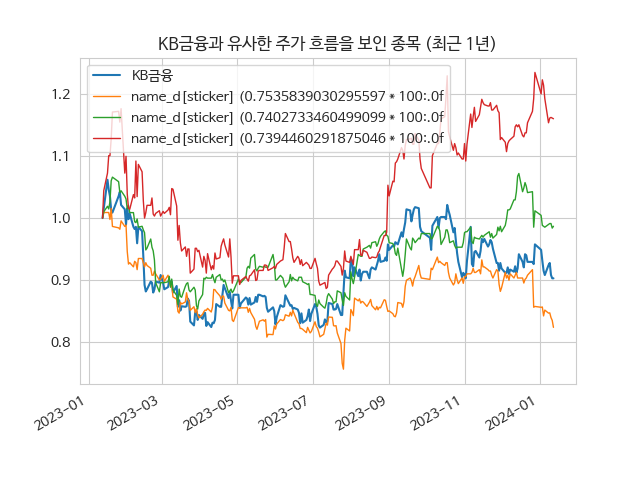 KB금융과 유사한 주가 흐름을 보인 종목 (최근 1년)
KB금융
name_d[sticker] (0.7535839030295597 * 100:.0f
name_d[sticker] (0.7402733460499099 * 100:.0f
name_d[sticker] (0.7394460291875046 * 100:.0f
1.2
1.1
1.0
0.9
0.8
2023-01
2023-03
2023-05
2023-07
2023-09
2023-11
2024-01